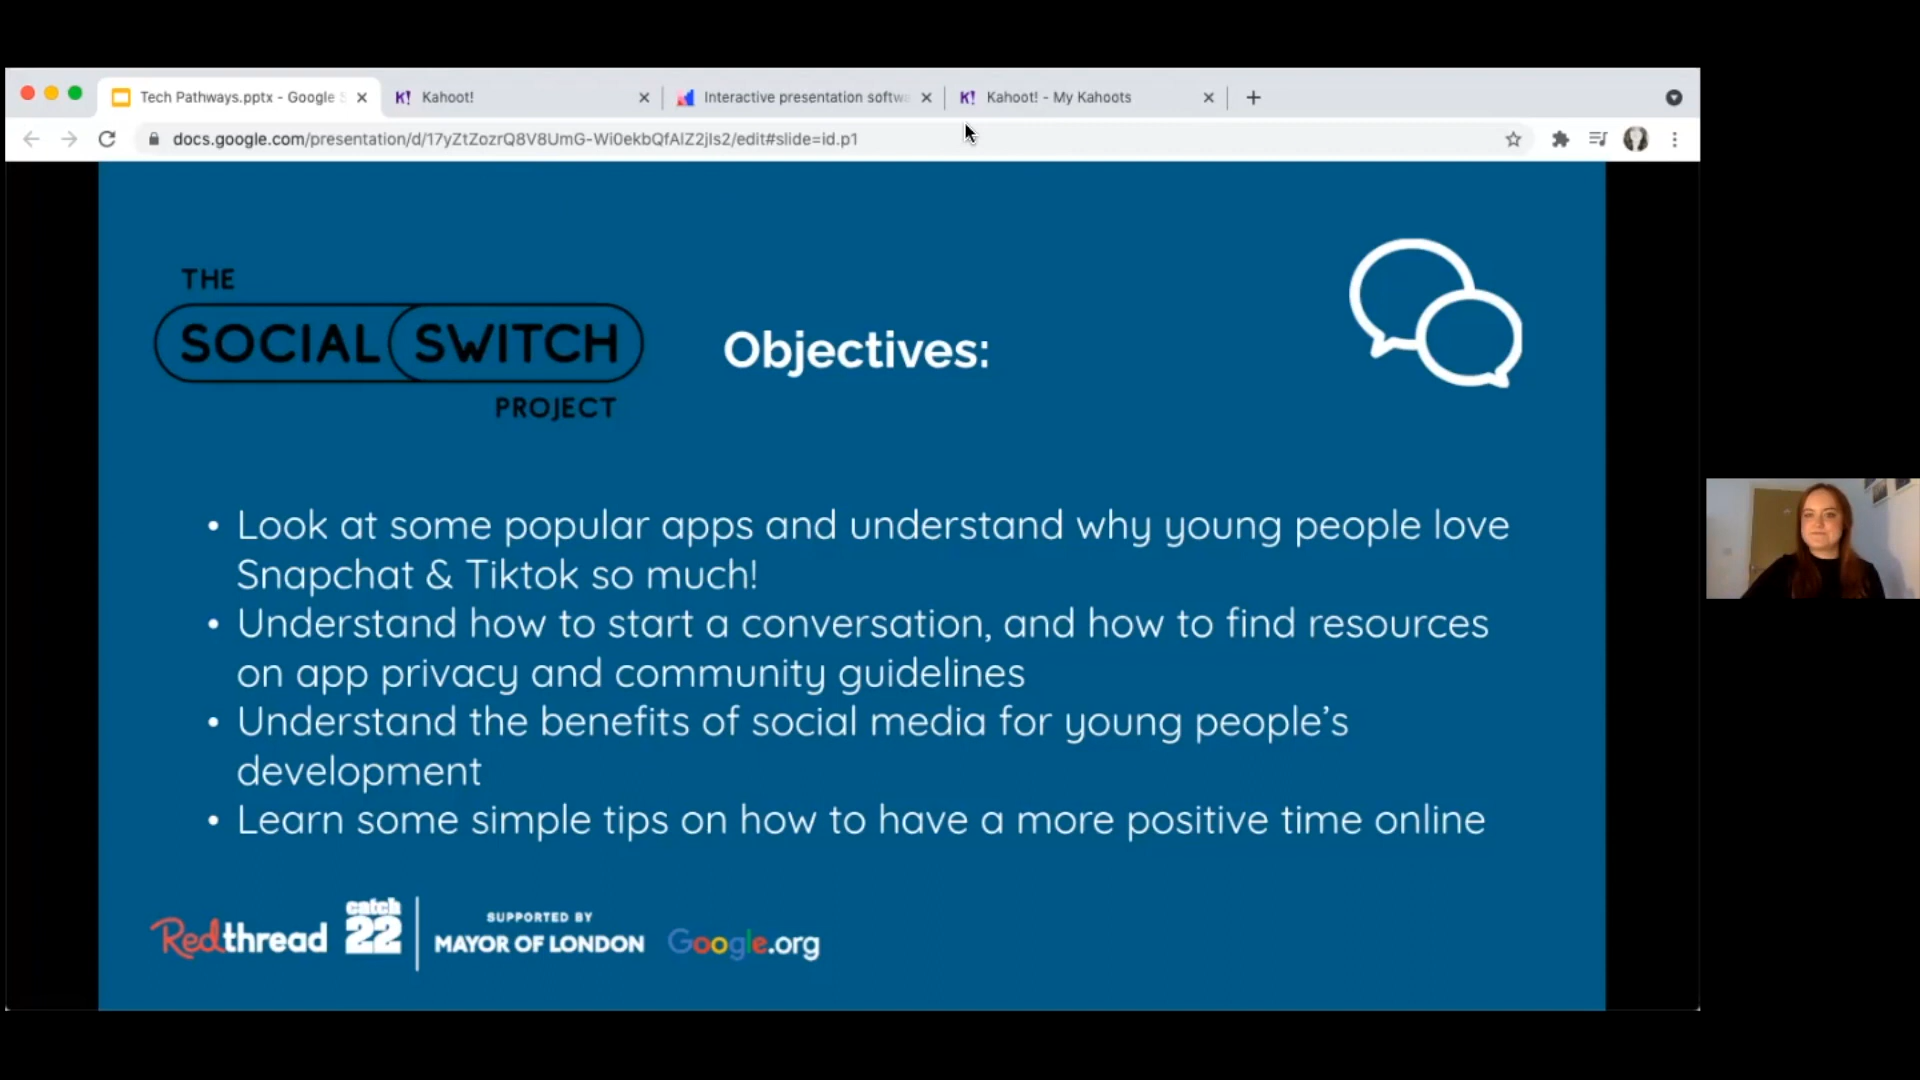 Tech Pathways.pptx - Google
Kahoot!
Interactive presentation softw
Kahoot! - My Kahoots
docs.google.com/presentation/d/17yZtZozrQ8V8UmG-Wi0ekbQfAIZ2jIs2/edit#slide=id.p1
THE
SOCIAL SWITCH
PROJECT
Objectives:
• Look at some popular apps and understand why young people love
Snapchat & Tiktok so much!
• Understand how to start a conversation, and how to find resources
on app privacy and community guidelines
• Understand the benefits of social media for young people’s
development
• Learn some simple tips on how to have a more positive time online
Redthread
catch
22
SUPPORTED BY
MAYOR OF LONDON
Google.org